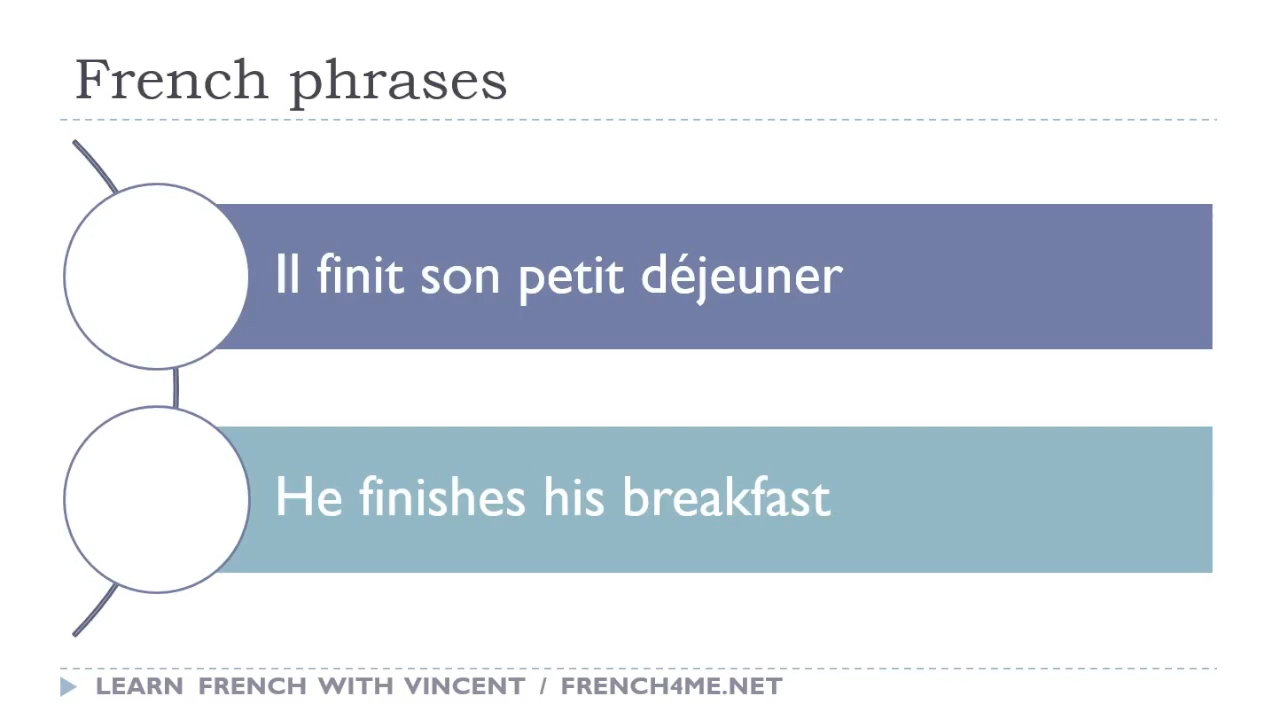 French phrases
Il finit son petit déjeuner
He finishes his breakfast
LEARN FRENCH WITH VINCENT / FRENCH4ME.NET